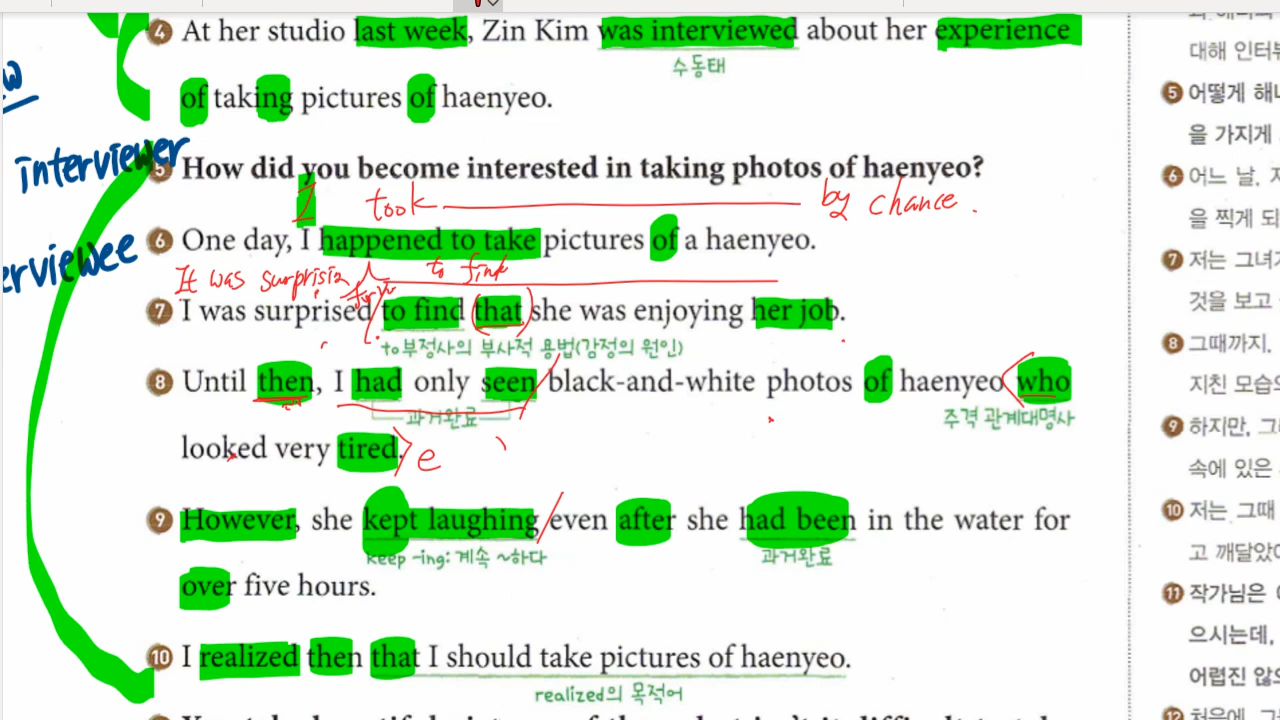 ④ At her studio last week, Zin Kim was interviewed about her experience
수동태
of taking pictures of haenyeo.
interviewer
⑤ How did you become interested in taking photos of haenyeo?
I took by chance.
⑥ One day, I happened to take pictures of a haenyeo.
erviewee
It was surprisin to find
⑦ I was surprised to find that she was enjoying her job.
to부정사의 부사적 용법(감정의 원인)
⑧ Until then, I had only seen black-and-white photos of haenyeo who
과거완료 주격 관계대명사
looked very tired. e
⑨ However, she kept laughing even after she had been in the water for
keep -ing: 계속 ~하다 과거완료
over five hours.
⑩ I realized then that I should take pictures of haenyeo.
realized의 목적어
대해 인터뷰
⑤ 어떻게 해녀
을 가지게
⑥ 어느 날, 저
을 찍게 되
⑦ 저는 그녀가
것을 보고
⑧ 그때까지,
지친 모습의
⑨ 하지만, 그
속에 있은
⑩ 저는 그때
고 깨달았
⑪ 작가님은
으시는데,
어렵진 않